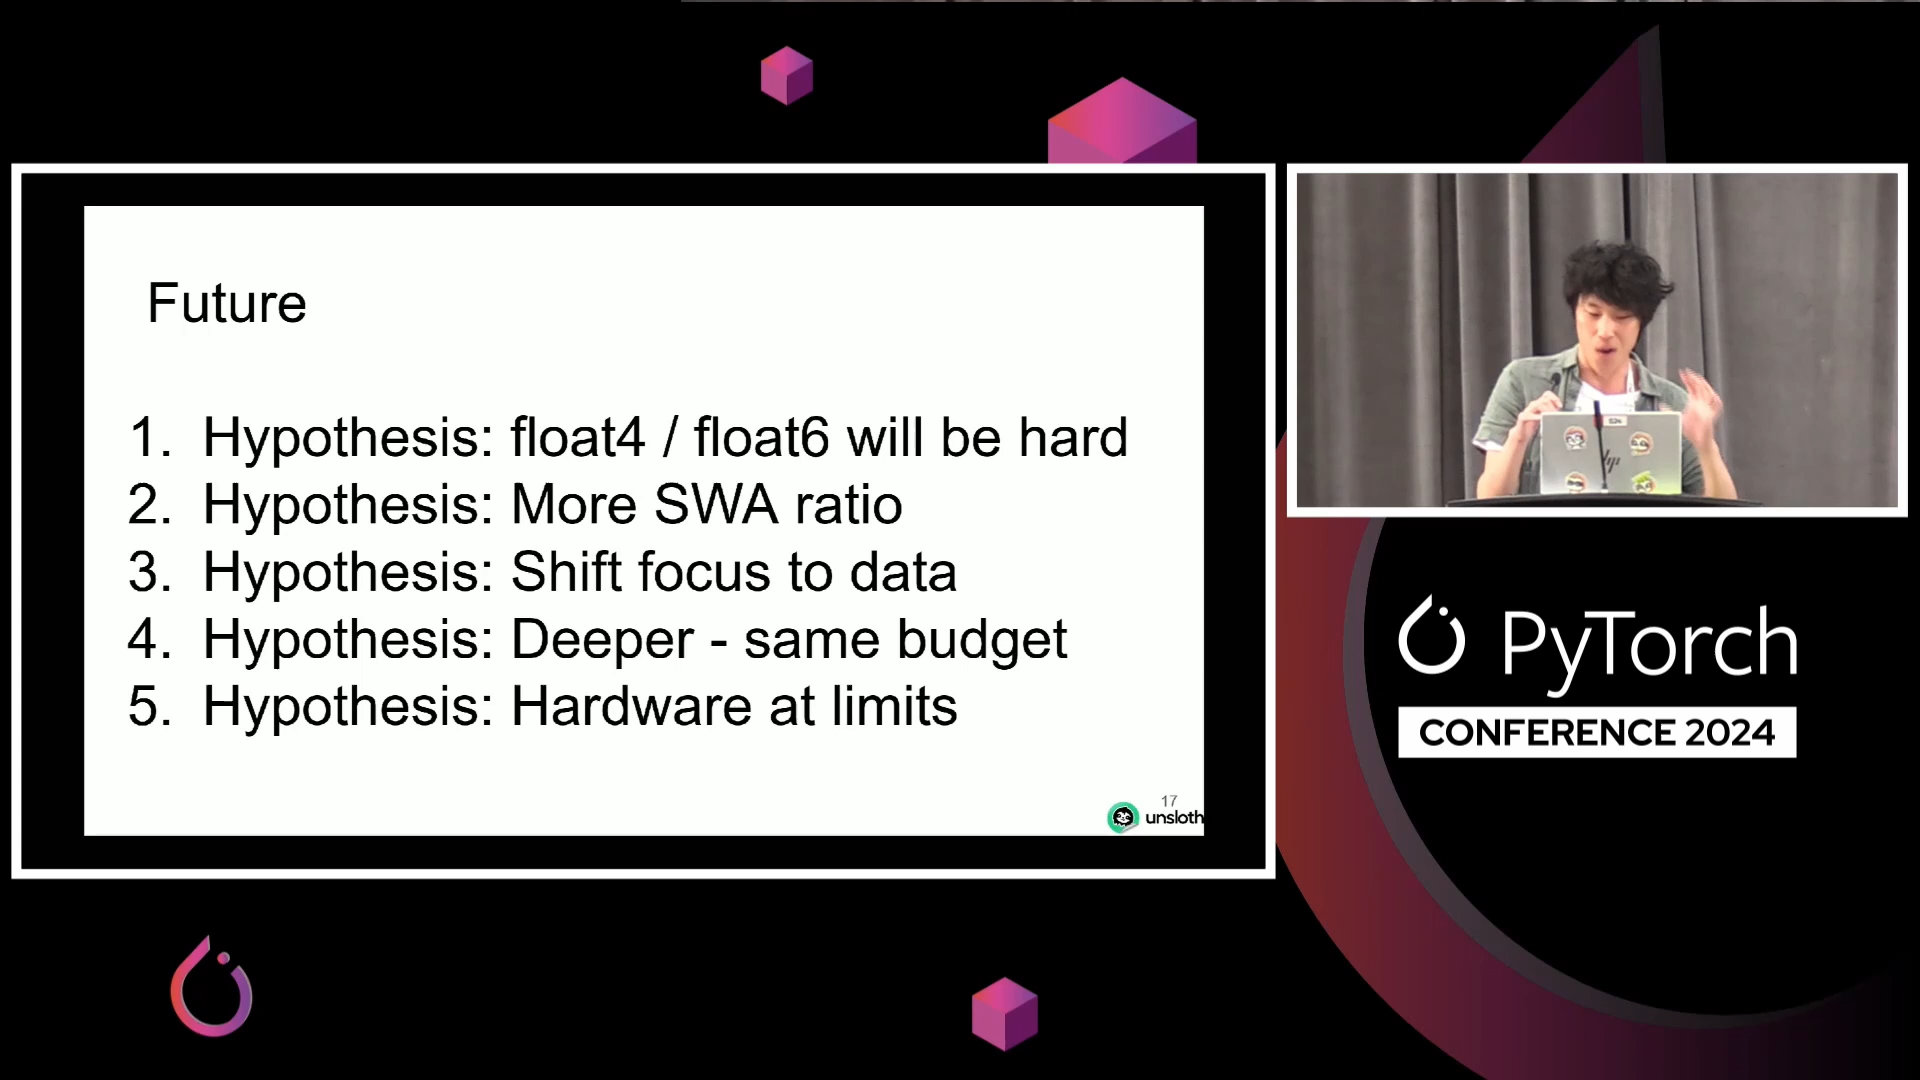 Future
1. Hypothesis: float4 / float6 will be hard
2. Hypothesis: More SWA ratio
3. Hypothesis: Shift focus to data
4. Hypothesis: Deeper - same budget
5. Hypothesis: Hardware at limits
17
unsloth
hp
PyTorch
CONFERENCE 2024